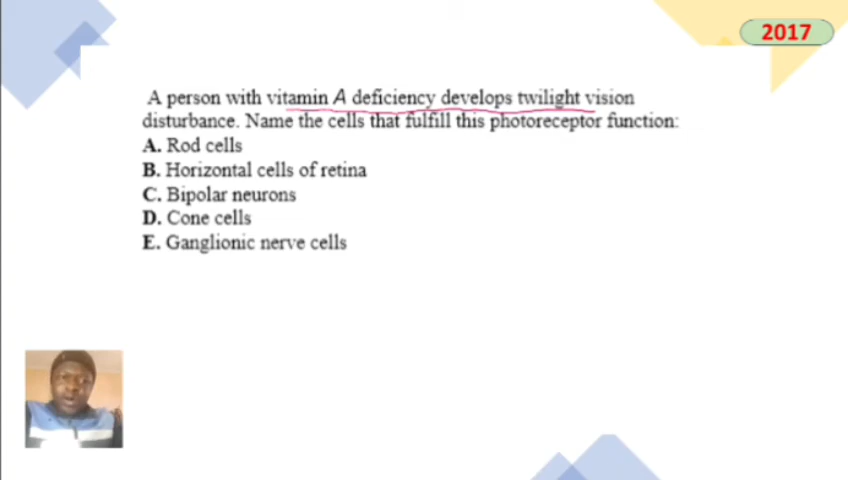 2017
A person with vitamin A deficiency develops twilight vision
disturbance. Name the cells that fulfill this photoreceptor function:
A. Rod cells
B. Horizontal cells of retina
C. Bipolar neurons
D. Cone cells
E. Ganglionic nerve cells